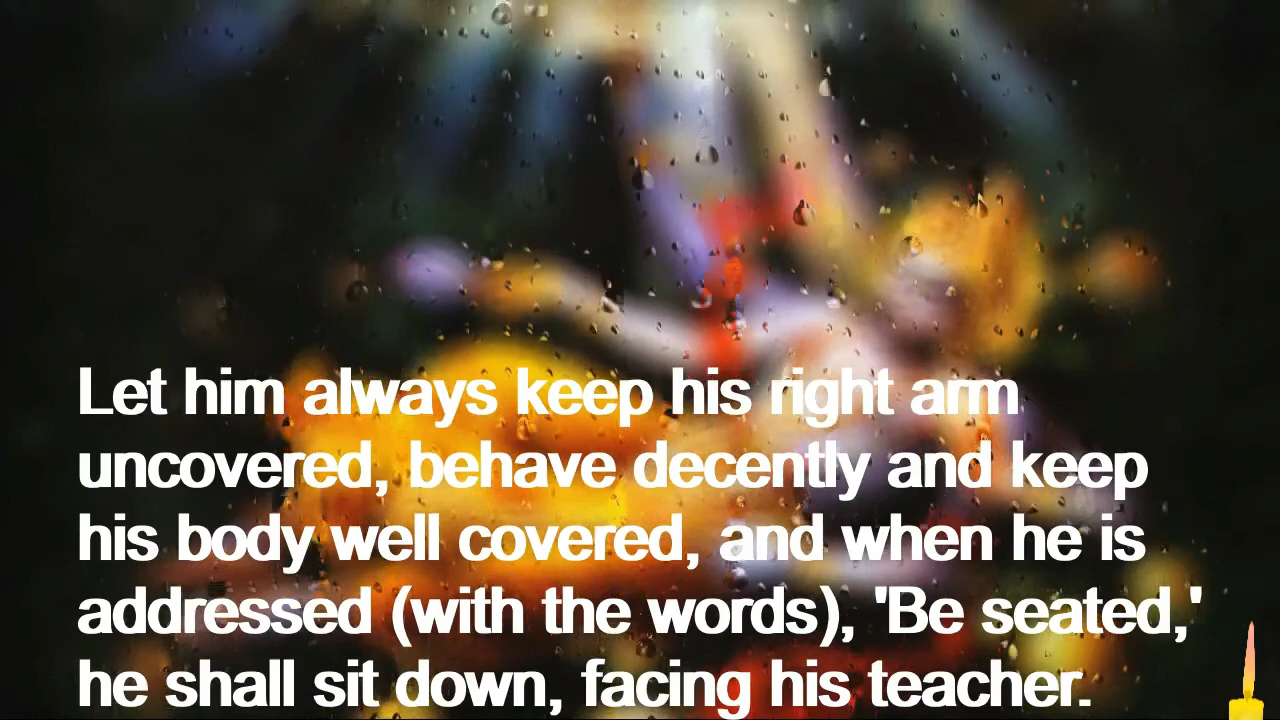 Let him always keep his right arm
uncovered, behave decently and keep
his body well covered, and when he is
addressed (with the words), 'Be seated,'
he shall sit down, facing his teacher.